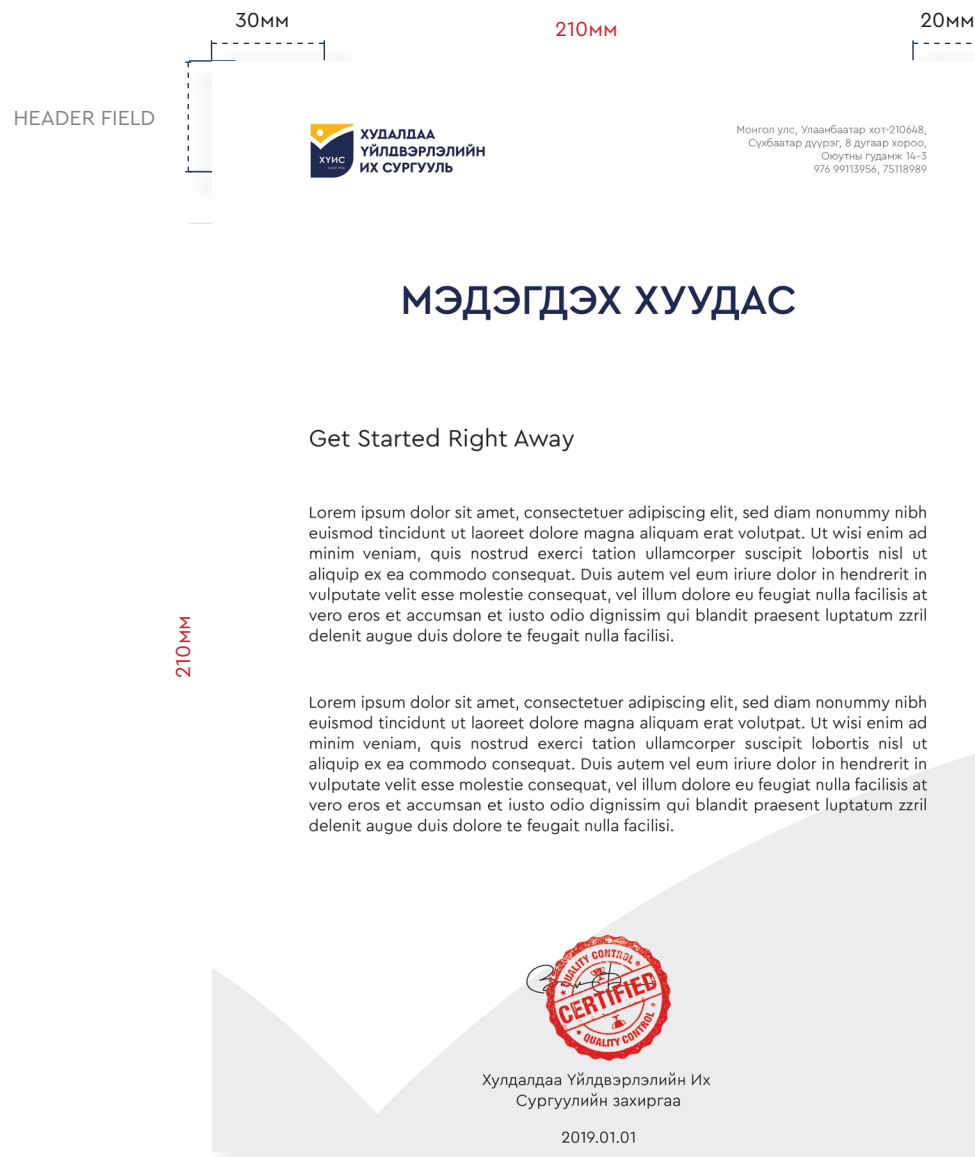 30мм
210мм
20мм
HEADER FIELD
ХУДАЛДАА
ҮЙЛДВЭРЛЭЛИЙН
ИХ СУРГУУЛЬ
ХҮИС
Монгол улс, Улаанбаатар хот-210648,
Сүхбаатар дүүрэг, 8 дугаар хороо,
Оюутны гудамж 14-3
976 99113956, 75118989
МЭДЭГДЭХ ХУУДАС
Get Started Right Away
Lorem ipsum dolor sit amet, consectetuer adipiscing elit, sed diam nonummy nibh
euismod tincidunt ut laoreet dolore magna aliquam erat volutpat. Ut wisi enim ad
minim veniam, quis nostrud exerci tation ullamcorper suscipit lobortis nisl ut
aliquip ex ea commodo consequat. Duis autem vel eum iriure dolor in hendrerit in
vulputate velit esse molestie consequat, vel illum dolore eu feugiat nulla facilisis at
vero eros et accumsan et iusto odio dignissim qui blandit praesent luptatum zzril
delenit augue duis dolore te feugait nulla facilisi.
210мм
Lorem ipsum dolor sit amet, consectetuer adipiscing elit, sed diam nonummy nibh
euismod tincidunt ut laoreet dolore magna aliquam erat volutpat. Ut wisi enim ad
minim veniam, quis nostrud exerci tation ullamcorper suscipit lobortis nisl ut
aliquip ex ea commodo consequat. Duis autem vel eum iriure dolor in hendrerit in
vulputate velit esse molestie consequat, vel illum dolore eu feugiat nulla facilisis at
vero eros et accumsan et iusto odio dignissim qui blandit praesent luptatum zzril
delenit augue duis dolore te feugait nulla facilisi.
QUALITY CONTROL
CERTIFIED
QUALITY CONTROL
Хулдалдаа Үйлдвэрлэлийн Их
Сургуулийн захиргаа
2019.01.01